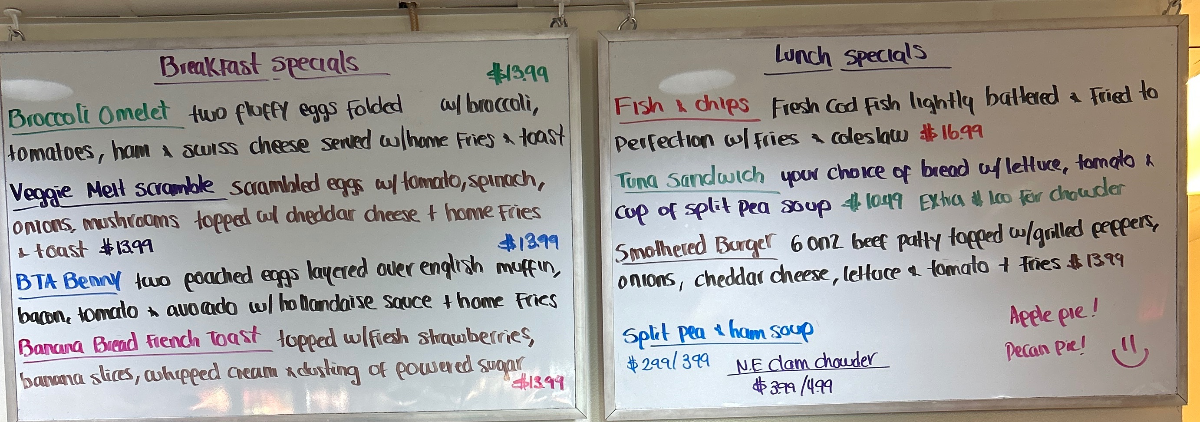 Breakfast Specials
$13.99
Broccoli Omelet two fluffy eggs folded w/ broccoli,
tomatoes, ham & swiss cheese served w/home fries & toast
Veggie Melt Scramble scrambled eggs w/ tomato, spinach,
onions, mushrooms topped w/ cheddar cheese + home fries
& toast $13.99
$13.99
BTA Benny two poached eggs layered over english muffin,
bacon, tomato & avocado w/ hollandaise sauce + home fries
Banana Bread French Toast topped w/fresh strawberries,
banana slices, whipped cream & dusting of powered sugar
$13.99
Lunch Specials
Fish & chips Fresh Cod fish lightly battered & fried to
perfection w/ fries & coleslaw $16.99
Tuna Sandwich your choice of bread w/ lettuce, tomato &
cup of split pea soup $10.49 Extra $1.00 for chowder
Smothered Burger 6 onz beef patty topped w/grilled peppers,
onions, cheddar cheese, lettuce & tomato + fries $13.99
Split pea & ham soup
$2.99/3.99
N.E clam chowder
$3.99/4.99
Apple pie!
Pecan Pie!